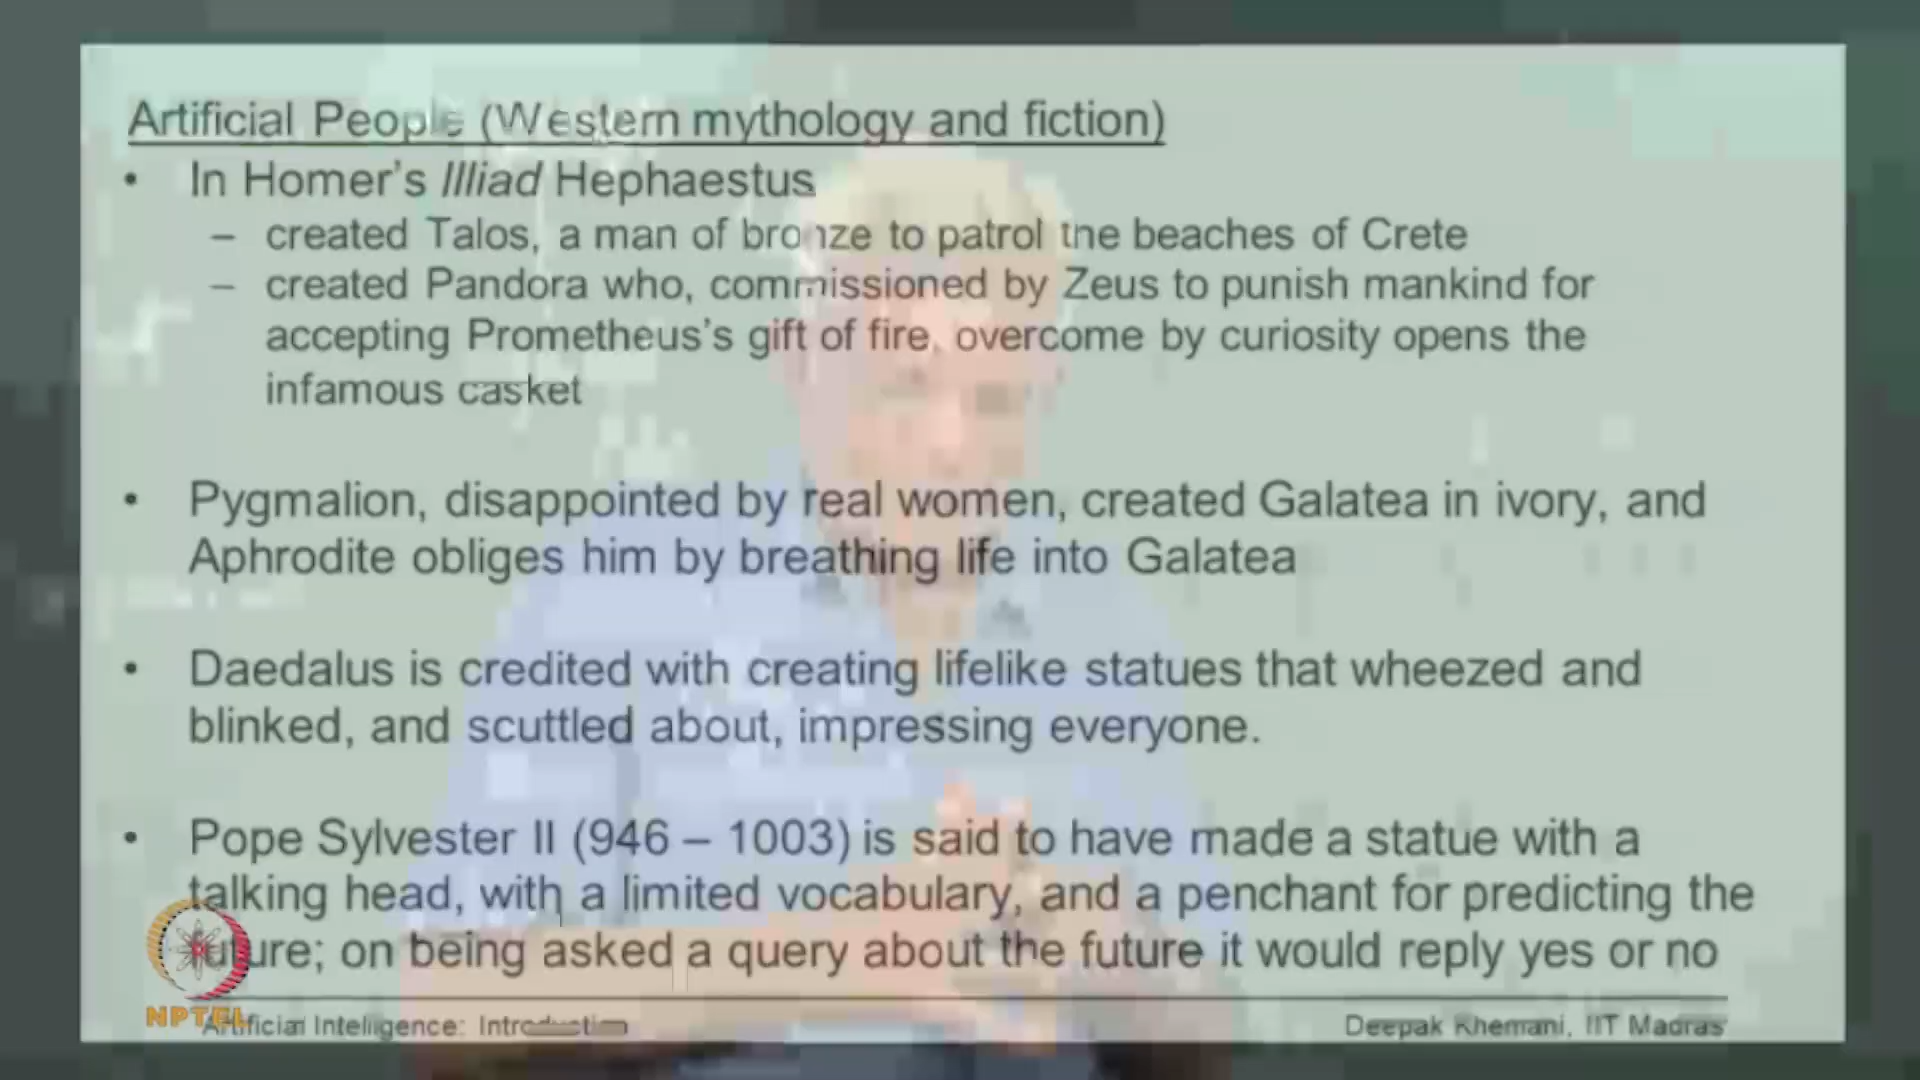 Artificial People (Western mythology and fiction)
• In Homer's Illiad Hephaestus
– created Talos, a man of bronze to patrol the beaches of Crete
– created Pandora who, commissioned by Zeus to punish mankind for
accepting Prometheus's gift of fire, overcome by curiosity opens the
infamous casket
• Pygmalion, disappointed by real women, created Galatea in ivory, and
Aphrodite obliges him by breathing life into Galatea
• Daedalus is credited with creating lifelike statues that wheezed and
blinked, and scuttled about, impressing everyone.
• Pope Sylvester II (946 – 1003) is said to have made a statue with a
talking head, with a limited vocabulary, and a penchant for predicting the
future; on being asked a query about the future it would reply yes or no
NPTEL
Artificial Intelligence: Introduction
Deepak Khemani, IIT Madras